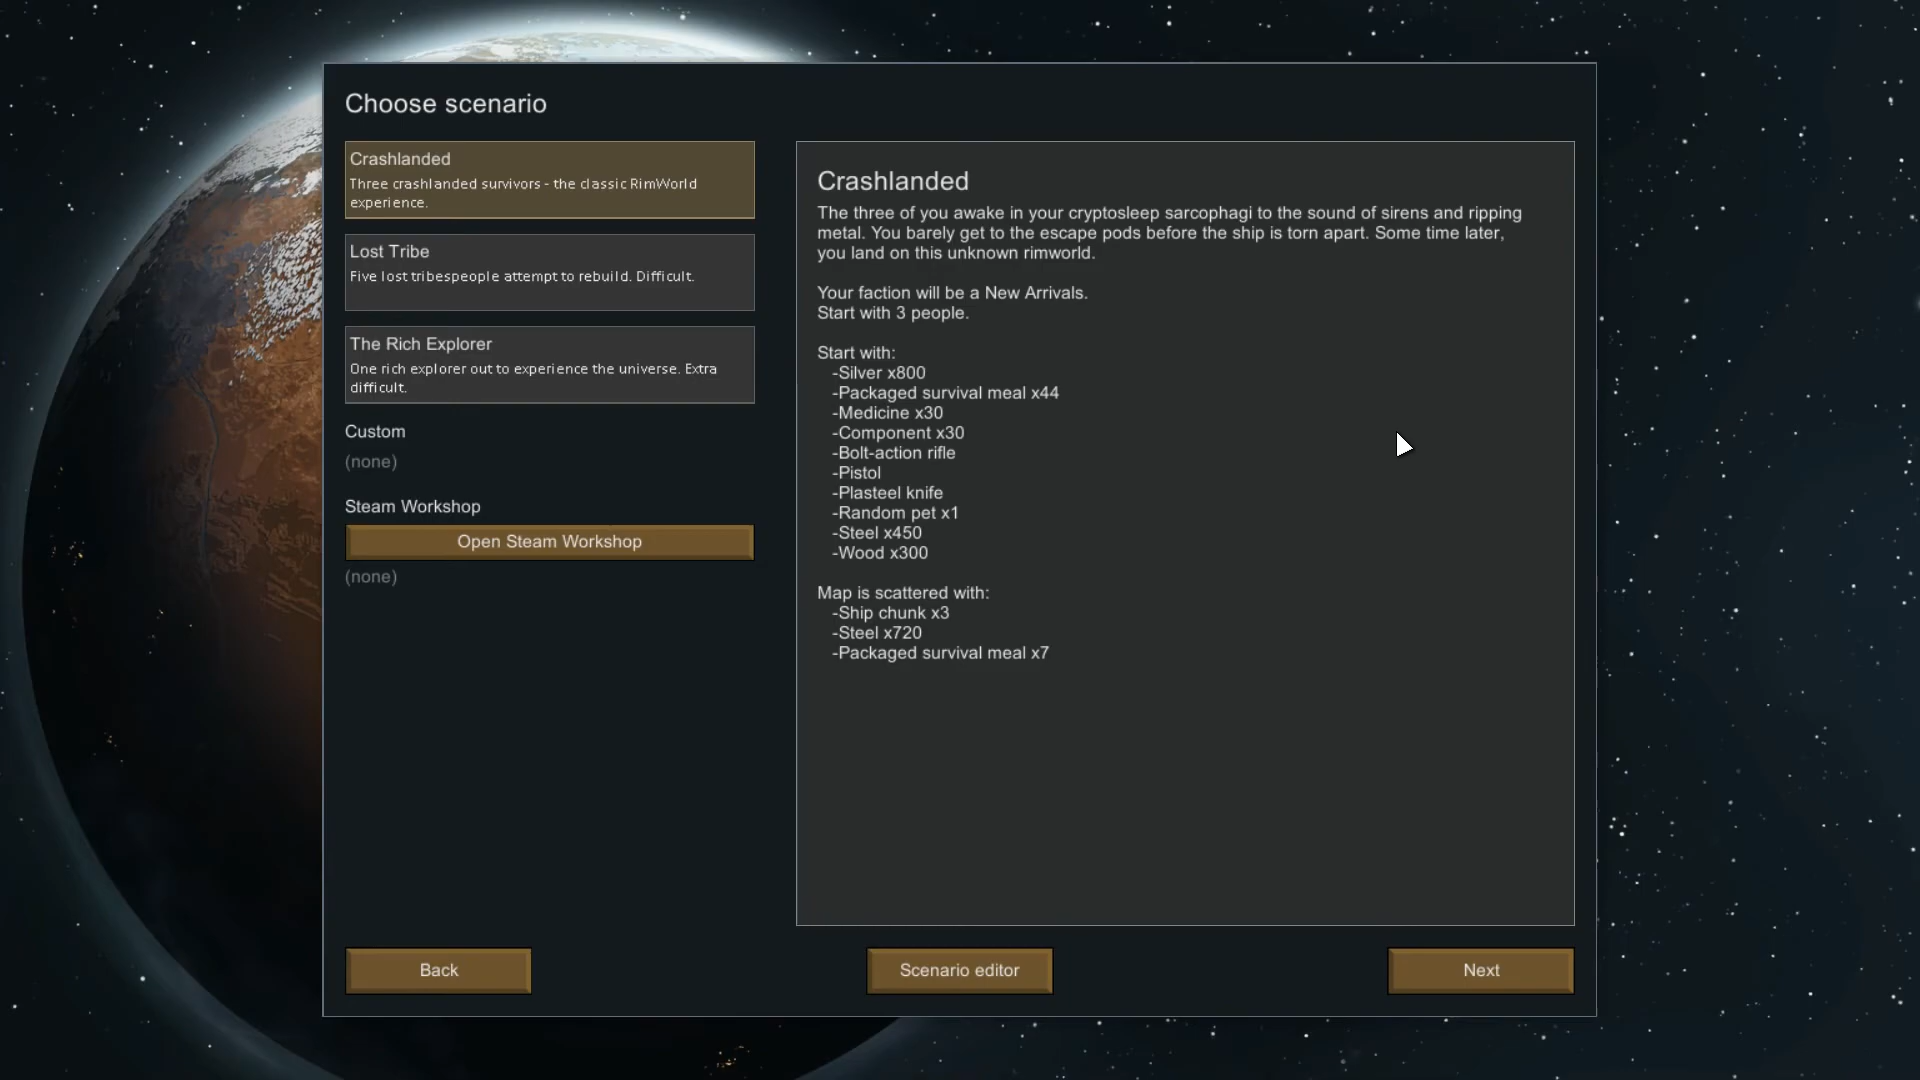 Choose scenario
Crashlanded
Three crashlanded survivors - the classic RimWorld
experience.
Lost Tribe
Five lost tribespeople attempt to rebuild. Difficult.
The Rich Explorer
One rich explorer out to experience the universe. Extra
difficult.
Custom
(none)
Steam Workshop
Open Steam Workshop
(none)
Crashlanded
The three of you awake in your cryptosleep sarcophagi to the sound of sirens and ripping
metal. You barely get to the escape pods before the ship is torn apart. Some time later,
you land on this unknown rimworld.
Your faction will be a New Arrivals.
Start with 3 people.
Start with:
-Silver x800
-Packaged survival meal x44
-Medicine x30
-Component x30
-Bolt-action rifle
-Pistol
-Plasteel knife
-Random pet x1
-Steel x450
-Wood x300
Map is scattered with:
-Ship chunk x3
-Steel x720
-Packaged survival meal x7
Back
Scenario editor
Next